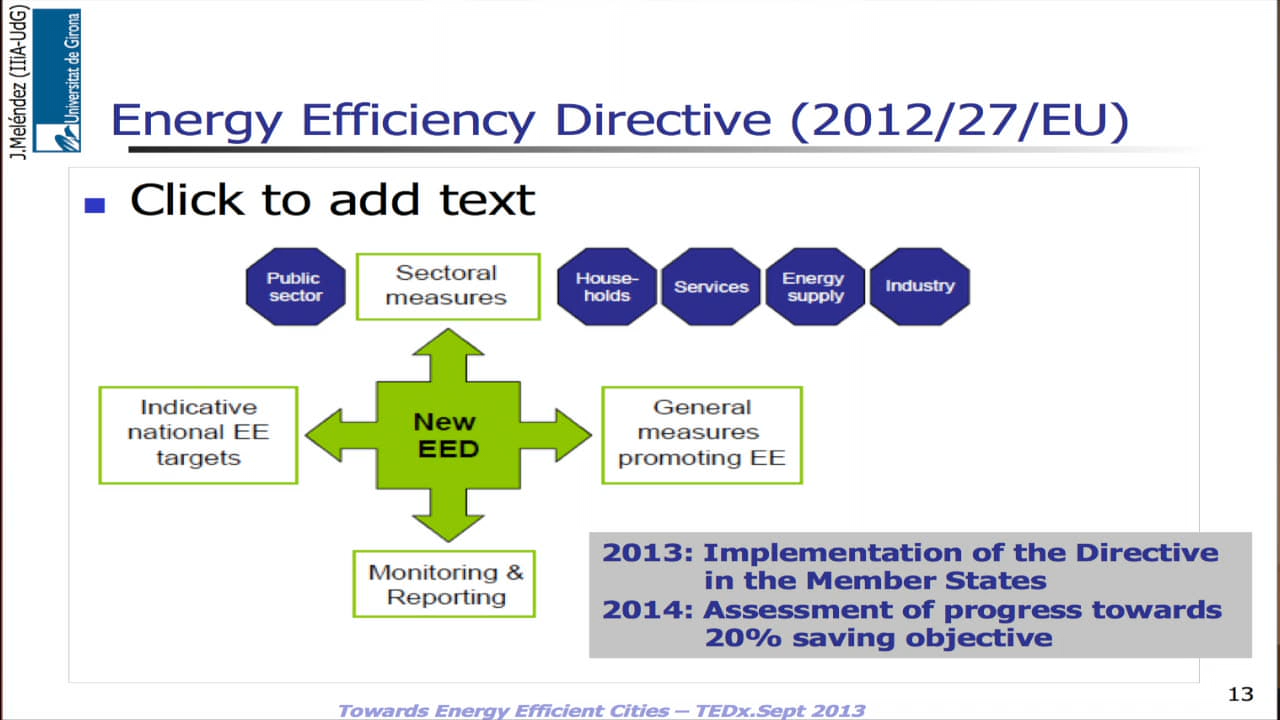 J.Meléndez (IIiA-UdG)
Universitat de Girona
Energy Efficiency Directive (2012/27/EU)
Click to add text
Public
sector
Sectoral
measures
House-
holds
Services
Energy
supply
Industry
Indicative
national EE
targets
New
EED
General
measures
promoting EE
Monitoring &
Reporting
2013: Implementation of the Directive
in the Member States
2014: Assessment of progress towards
20% saving objective
13
Towards Energy Efficient Cities – TEDx.Sept 2013